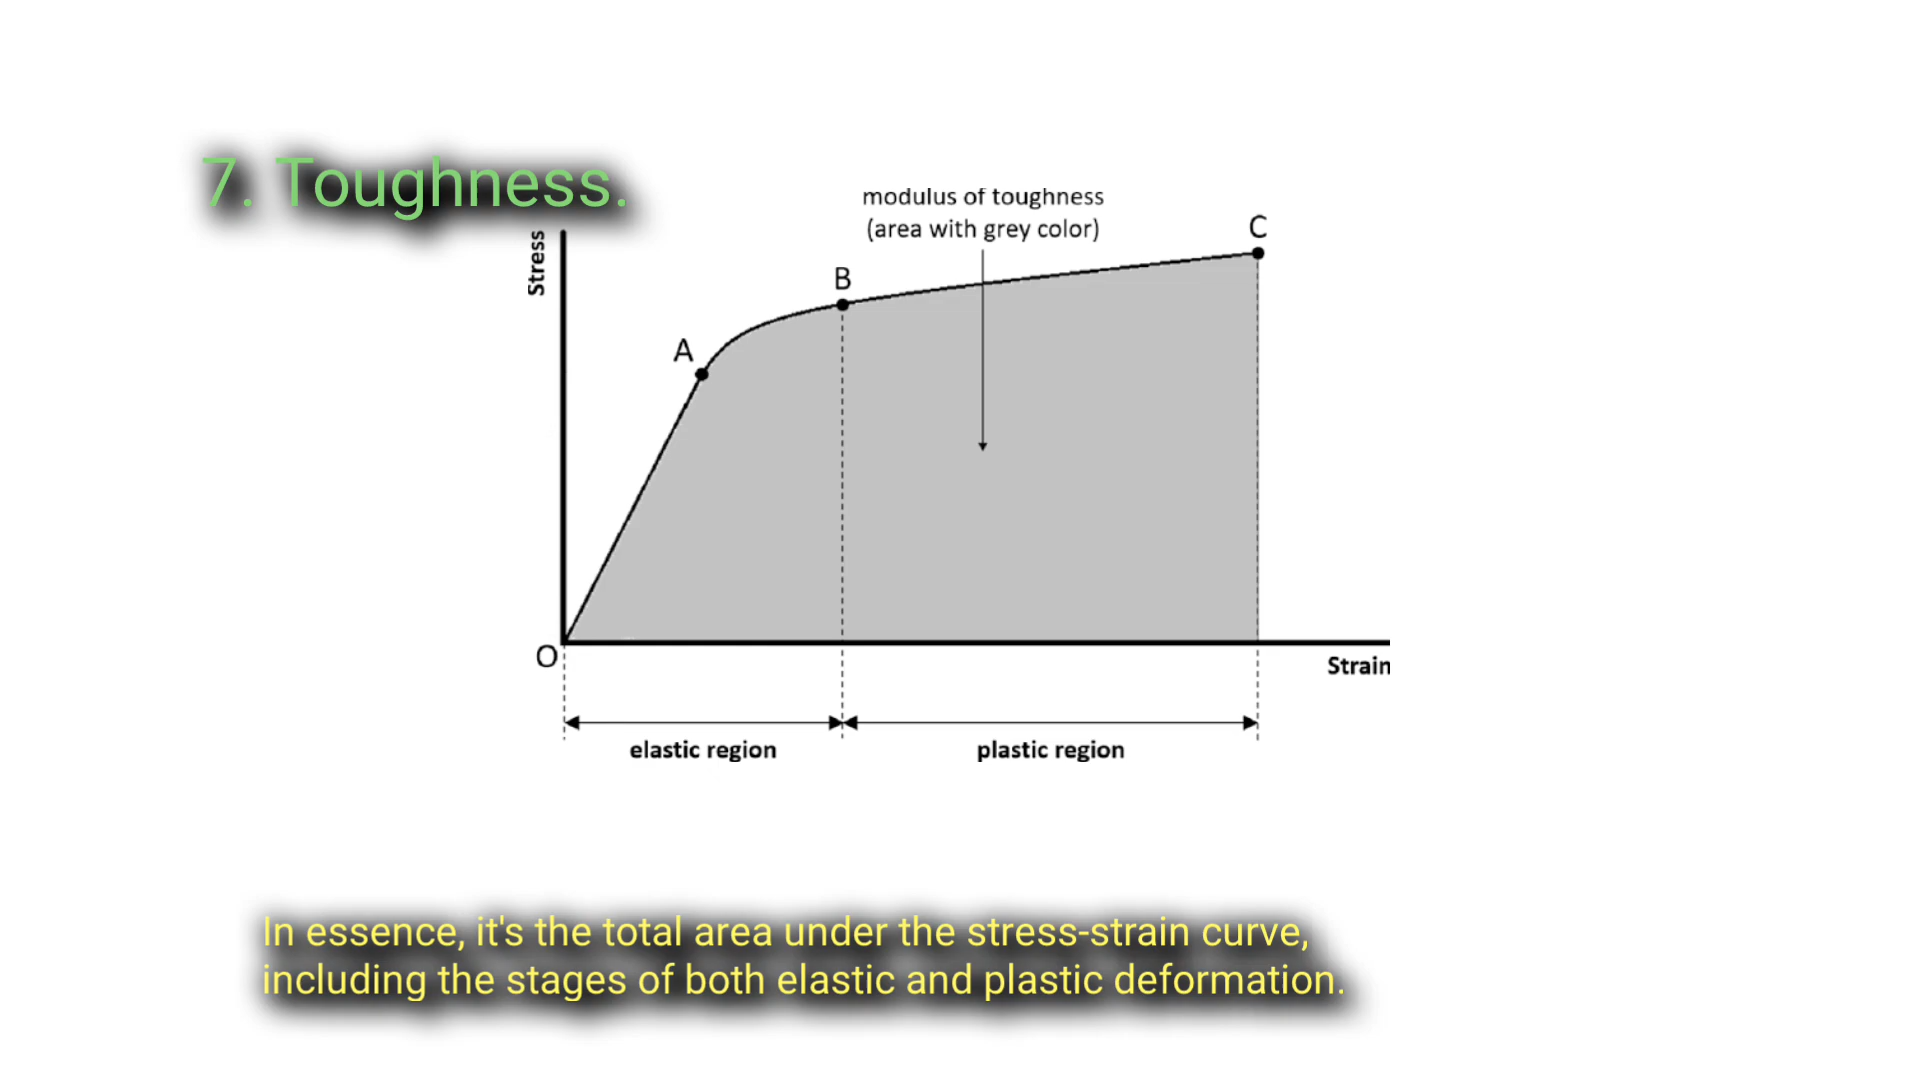 7. Toughness.
modulus of toughness
(area with grey color)
C
Stress
B
A
O
Strain
elastic region
plastic region
In essence, it's the total area under the stress-strain curve,
including the stages of both elastic and plastic deformation.